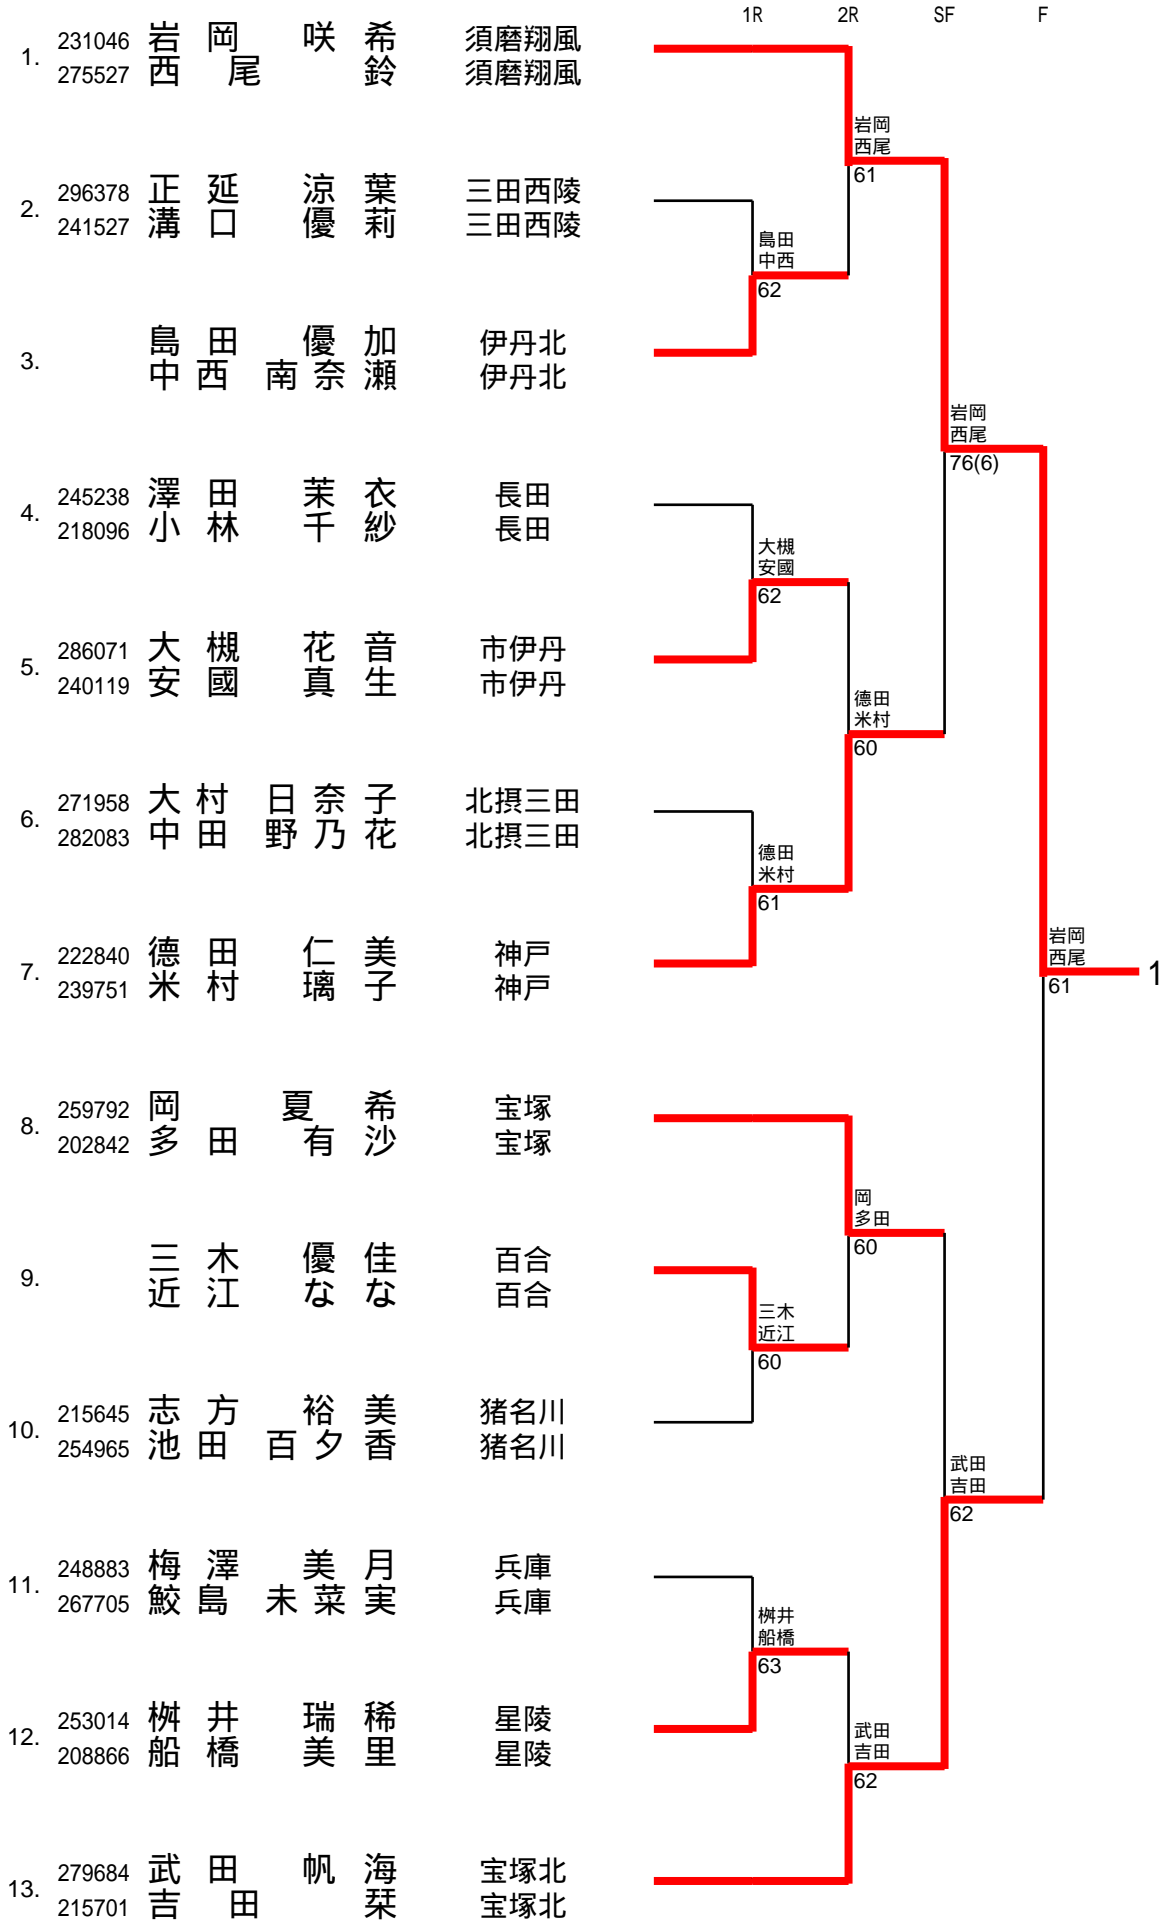 1R 2R SF F
1. 231046 岩岡 咲希 須磨翔風
275527 西尾 鈴 須磨翔風
岩岡
西尾
61
2. 296378 正延 涼葉 三田西陵
241527 溝口 優莉 三田西陵
島田
中西
62
3. 島田 優加 伊丹北
中西 南奈瀬 伊丹北
岩岡
西尾
76(6)
4. 245238 澤田 茉衣 長田
218096 小林 千紗 長田
大槻
安國
62
5. 286071 大槻 花音 市伊丹
240119 安國 真生 市伊丹
德田
米村
60
6. 271958 大村 日奈子 北摂三田
282083 中田 野乃花 北摂三田
德田
米村
61
7. 222840 德田 仁美 神戸
239751 米村 璃子 神戸
岩岡
西尾
61
1
8. 259792 岡 夏希 宝塚
202842 多田 有沙 宝塚
岡
多田
60
9. 三木 優佳 百合
近江 なな 百合
三木
近江
60
10. 215645 志方 裕美 猪名川
254965 池田 百夕香 猪名川
武田
吉田
62
11. 248883 梅澤 美月 兵庫
267705 鮫島 未菜実 兵庫
桝井
船橋
63
12. 253014 桝井 瑞稀 星陵
208866 船橋 美里 星陵
武田
吉田
62
13. 279684 武田 帆海 宝塚北
215701 吉田 栞 宝塚北